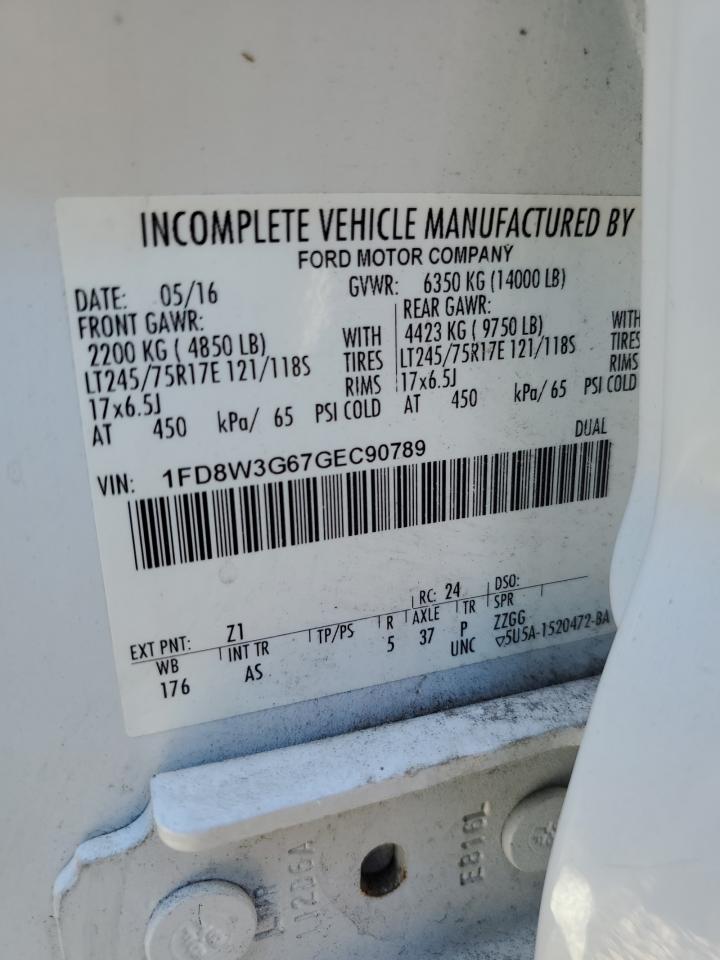 INCOMPLETE VEHICLE MANUFACTURED BY
FORD MOTOR COMPANY
DATE: 05/16 GVWR: 6350 KG (14000 LB)
FRONT GAWR: REAR GAWR:
2200 KG ( 4850 LB) WITH 4423 KG ( 9750 LB) WITH
LT245/75R17E 121/118S TIRES LT245/75R17E 121/118S TIRES
17x6.5J RIMS 17x6.5J RIMS
AT 450 kPa/ 65 PSI COLD AT 450 kPa/ 65 PSI COLD
VIN: 1FD8W3G67GEC90789 DUAL
EXT PNT: Z1 RC: 24 DSO:
WB INT TR TP/PS R AXLE TR SPR
176 AS 5 37 P ZZGG
UNC ▽5U5A-1520472-BA
E816L